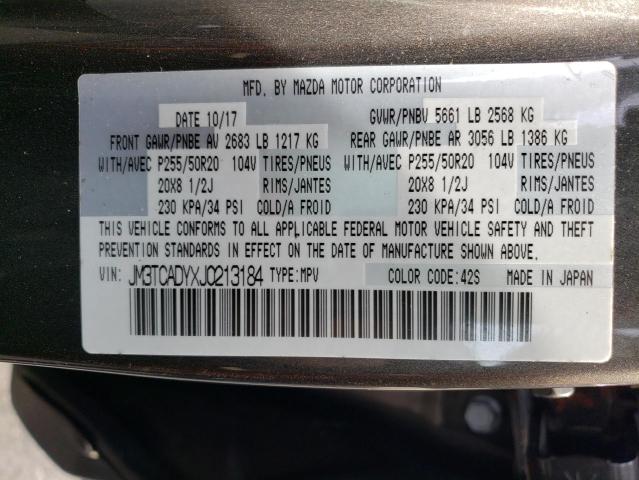 MFD. BY MAZDA MOTOR CORPORATION
DATE 10/17 GVWR/PNBV 5661 LB 2568 KG
FRONT GAWR/PNBE AV 2683 LB 1217 KG REAR GAWR/PNBE AR 3056 LB 1386 KG
WITH/AVEC P255/50R20 104V TIRES/PNEUS WITH/AVEC P255/50R20 104V TIRES/PNEUS
20X8 1/2J RIMS/JANTES 20X8 1/2J RIMS/JANTES
230 KPA/34 PSI COLD/A FROID 230 KPA/34 PSI COLD/A FROID
THIS VEHICLE CONFORMS TO ALL APPLICABLE FEDERAL MOTOR VEHICLE SAFETY AND THEFT
PREVENTION STANDARDS IN EFFECT ON THE DATE OF MANUFACTURE SHOWN ABOVE.
VIN: JM3TCADYXJ0213184 TYPE:MPV COLOR CODE:42S MADE IN JAPAN